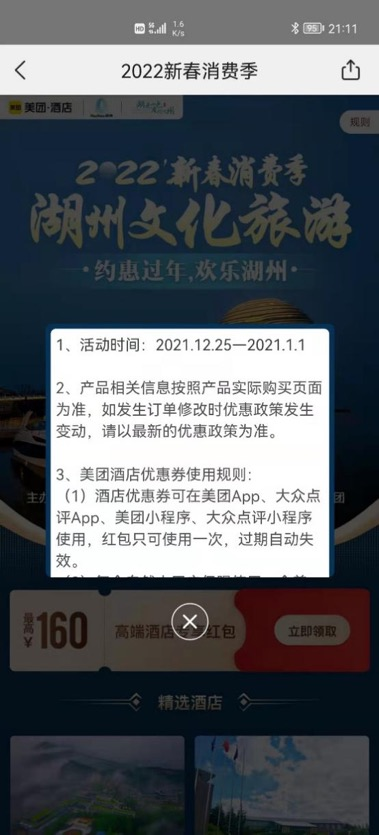 HD 5G 1.6 K/s 95 21:11
2022新春消费季
美团·酒店
规则
2022'新春消费季
湖州文化旅游
·约惠过年,欢乐湖州·
1、活动时间：2021.12.25—2021.1.1
2、产品相关信息按照产品实际购买页面
为准，如发生订单修改时优惠政策发生
变动，请以最新的优惠政策为准。
3、美团酒店优惠券使用规则:
（1）酒店优惠券可在美团App、大众点
评App、美团小程序、大众点评小程序
使用，红包只可使用一次，过期自动失
效。
主办
团
最高¥160
高端酒店专享红包
立即领取
精选酒店